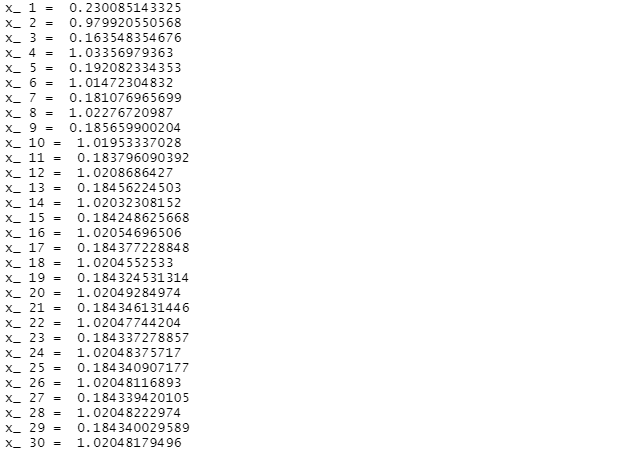 x_ 1 =  0.230085143325
x_ 2 =  0.979920550568
x_ 3 =  0.163548354676
x_ 4 =  1.03356979363
x_ 5 =  0.192082334353
x_ 6 =  1.01472304832
x_ 7 =  0.181076965699
x_ 8 =  1.02276720987
x_ 9 =  0.185659900204
x_ 10 =  1.01953337028
x_ 11 =  0.183796090392
x_ 12 =  1.0208686427
x_ 13 =  0.18456224503
x_ 14 =  1.02032308152
x_ 15 =  0.184248625668
x_ 16 =  1.02054696506
x_ 17 =  0.184377228848
x_ 18 =  1.0204552533
x_ 19 =  0.184324531314
x_ 20 =  1.02049284974
x_ 21 =  0.184346131446
x_ 22 =  1.02047744204
x_ 23 =  0.184337278857
x_ 24 =  1.02048375717
x_ 25 =  0.184340907177
x_ 26 =  1.02048116893
x_ 27 =  0.184339420105
x_ 28 =  1.02048222974
x_ 29 =  0.184340029589
x_ 30 =  1.02048179496